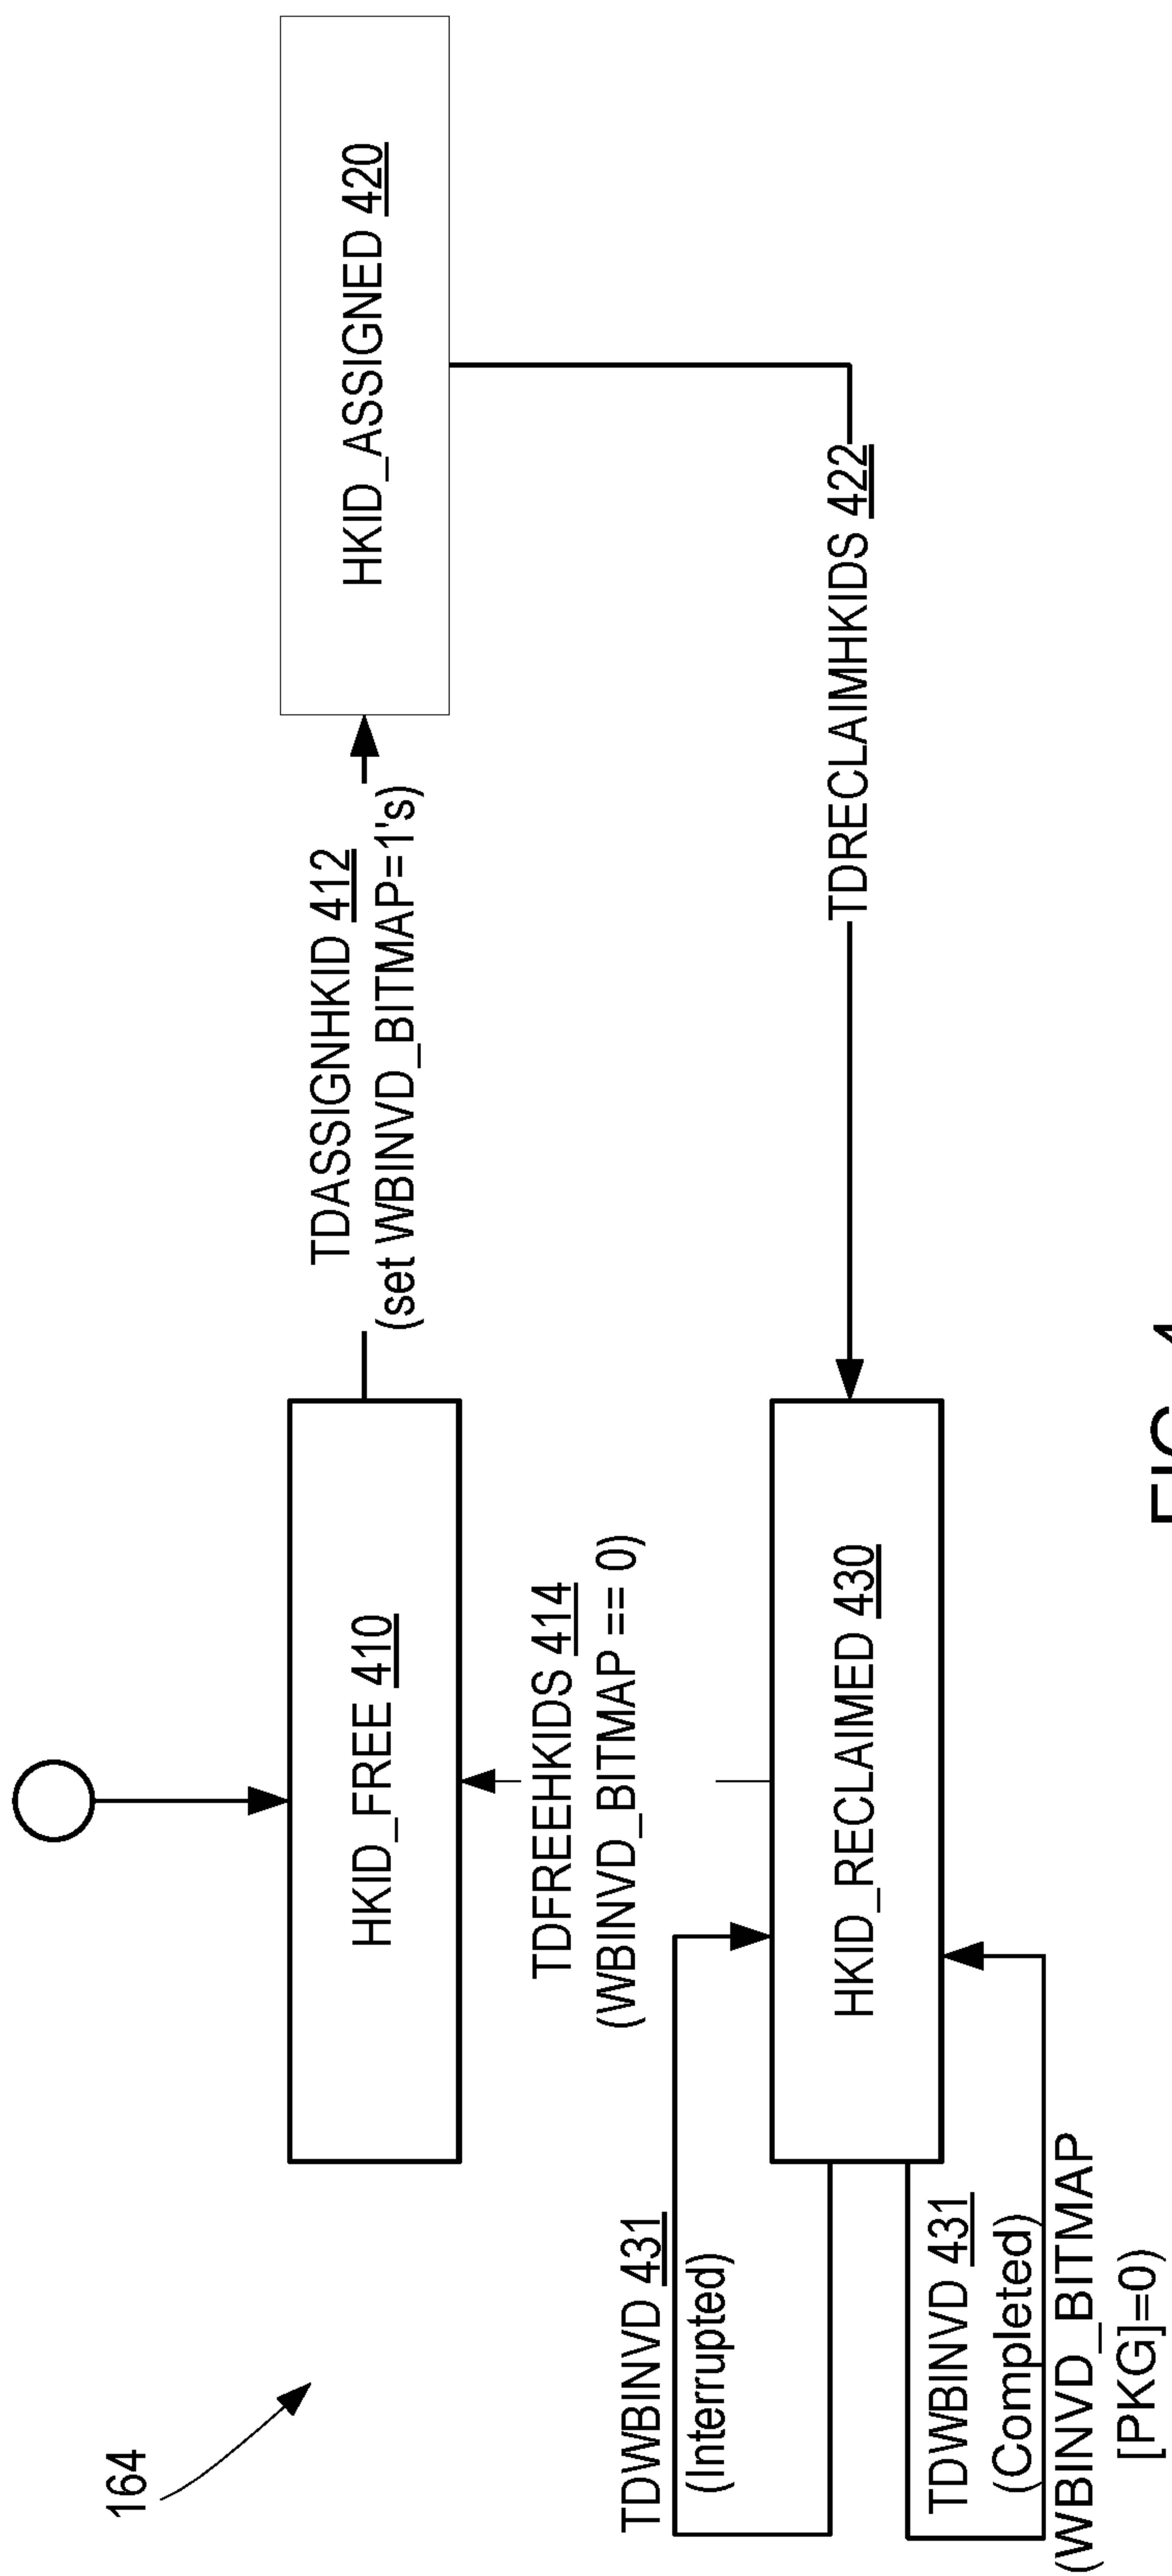 164
HKID_FREE 410
TDASSIGNHKID 412
(set WBINVD_BITMAP=1's)
HKID_ASSIGNED 420
TDFREEHKIDS 414
(WBINVD_BITMAP == 0)
TDRECLAIMHKIDS 422
TDWBINVD 431
(Interrupted)
HKID_RECLAIMED 430
TDWBINVD 431
(Completed)
(WBINVD_BITMAP
[PKG]=0)